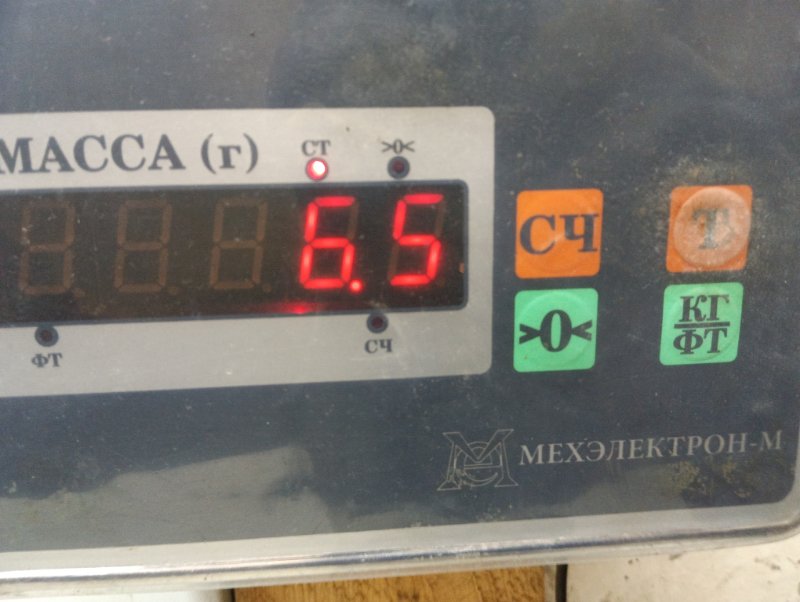 МАССА (г)
СТ
>0<
6.5
ФТ
СЧ
СЧ
Т
>0<
КГ
ФТ
МЕХЭЛЕКТРОН-М